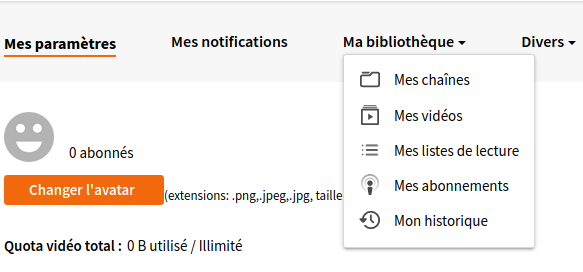 Mes paramètres Mes notifications Ma bibliothèque Divers
Mes chaînes
Mes vidéos
Mes listes de lecture
Mes abonnements
Mon historique
0 abonnés
Changer l'avatar (extensions: .png,.jpeg,.jpg, taille
Quota vidéo total : 0 B utilisé / Illimité